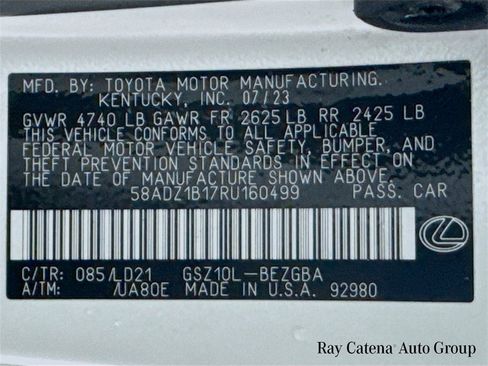 MFD. BY: TOYOTA MOTOR MANUFACTURING.
KENTUCKY, INC. 07/23
GVWR 4740 LB GAWR FR 2625 LB RR 2425 LB
THIS VEHICLE CONFORMS TO ALL APPLICABLE
FEDERAL MOTOR VEHICLE SAFETY, BUMPER, AND
THEFT PREVENTION STANDARDS IN EFFECT ON
THE DATE OF MANUFACTURE SHOWN ABOVE.
58ADZ1B17RU160499 PASS. CAR
C/TR: 085/LD21 GSZ10L-BEZGBA
A/TM: /UA80E MADE IN U.S.A. 92980
Ray Catena Auto Group